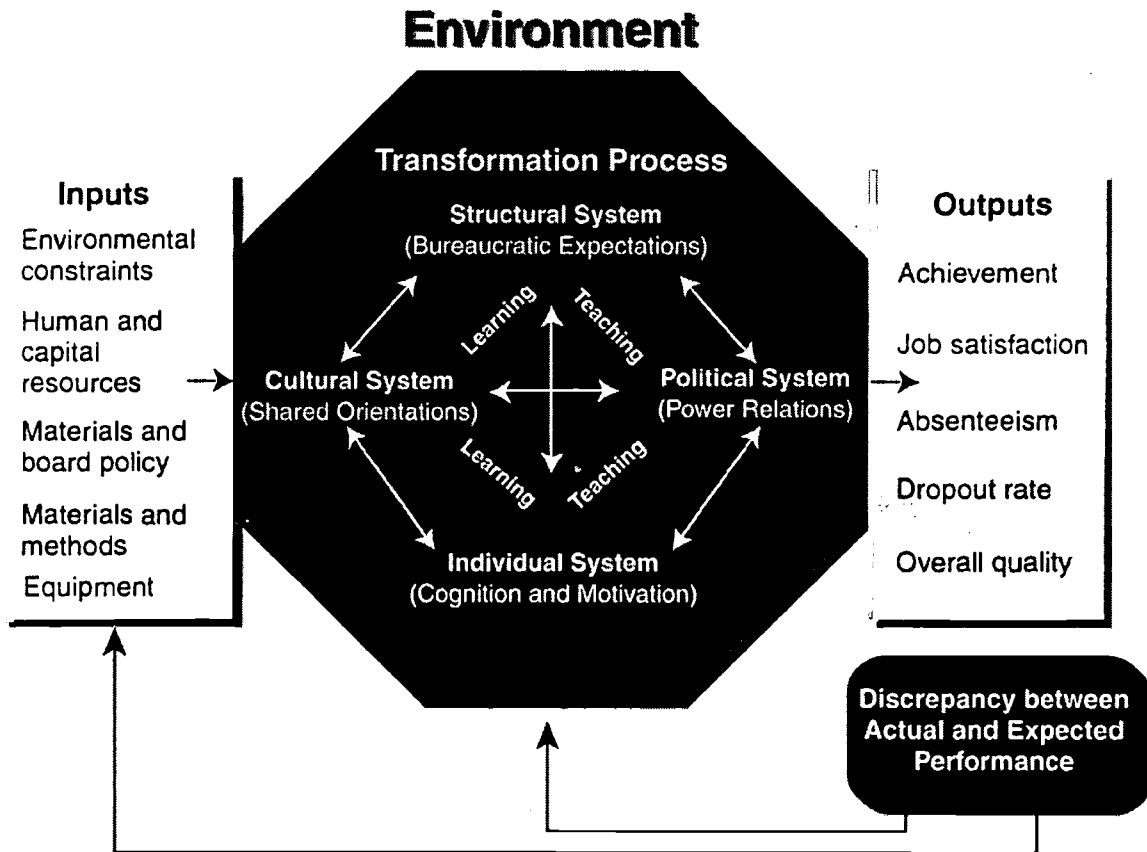 Environment
Inputs
Environmental
constraints
Human and
capital
resources
Materials and
board policy
Materials and
methods
Equipment
Transformation Process
Structural System
(Bureaucratic Expectations)
Learning
Teaching
Cultural System
(Shared Orientations)
Political System
(Power Relations)
Learning
Teaching
Individual System
(Cognition and Motivation)
Outputs
Achievement
Job satisfaction
Absenteeism
Dropout rate
Overall quality
Discrepancy between
Actual and Expected
Performance